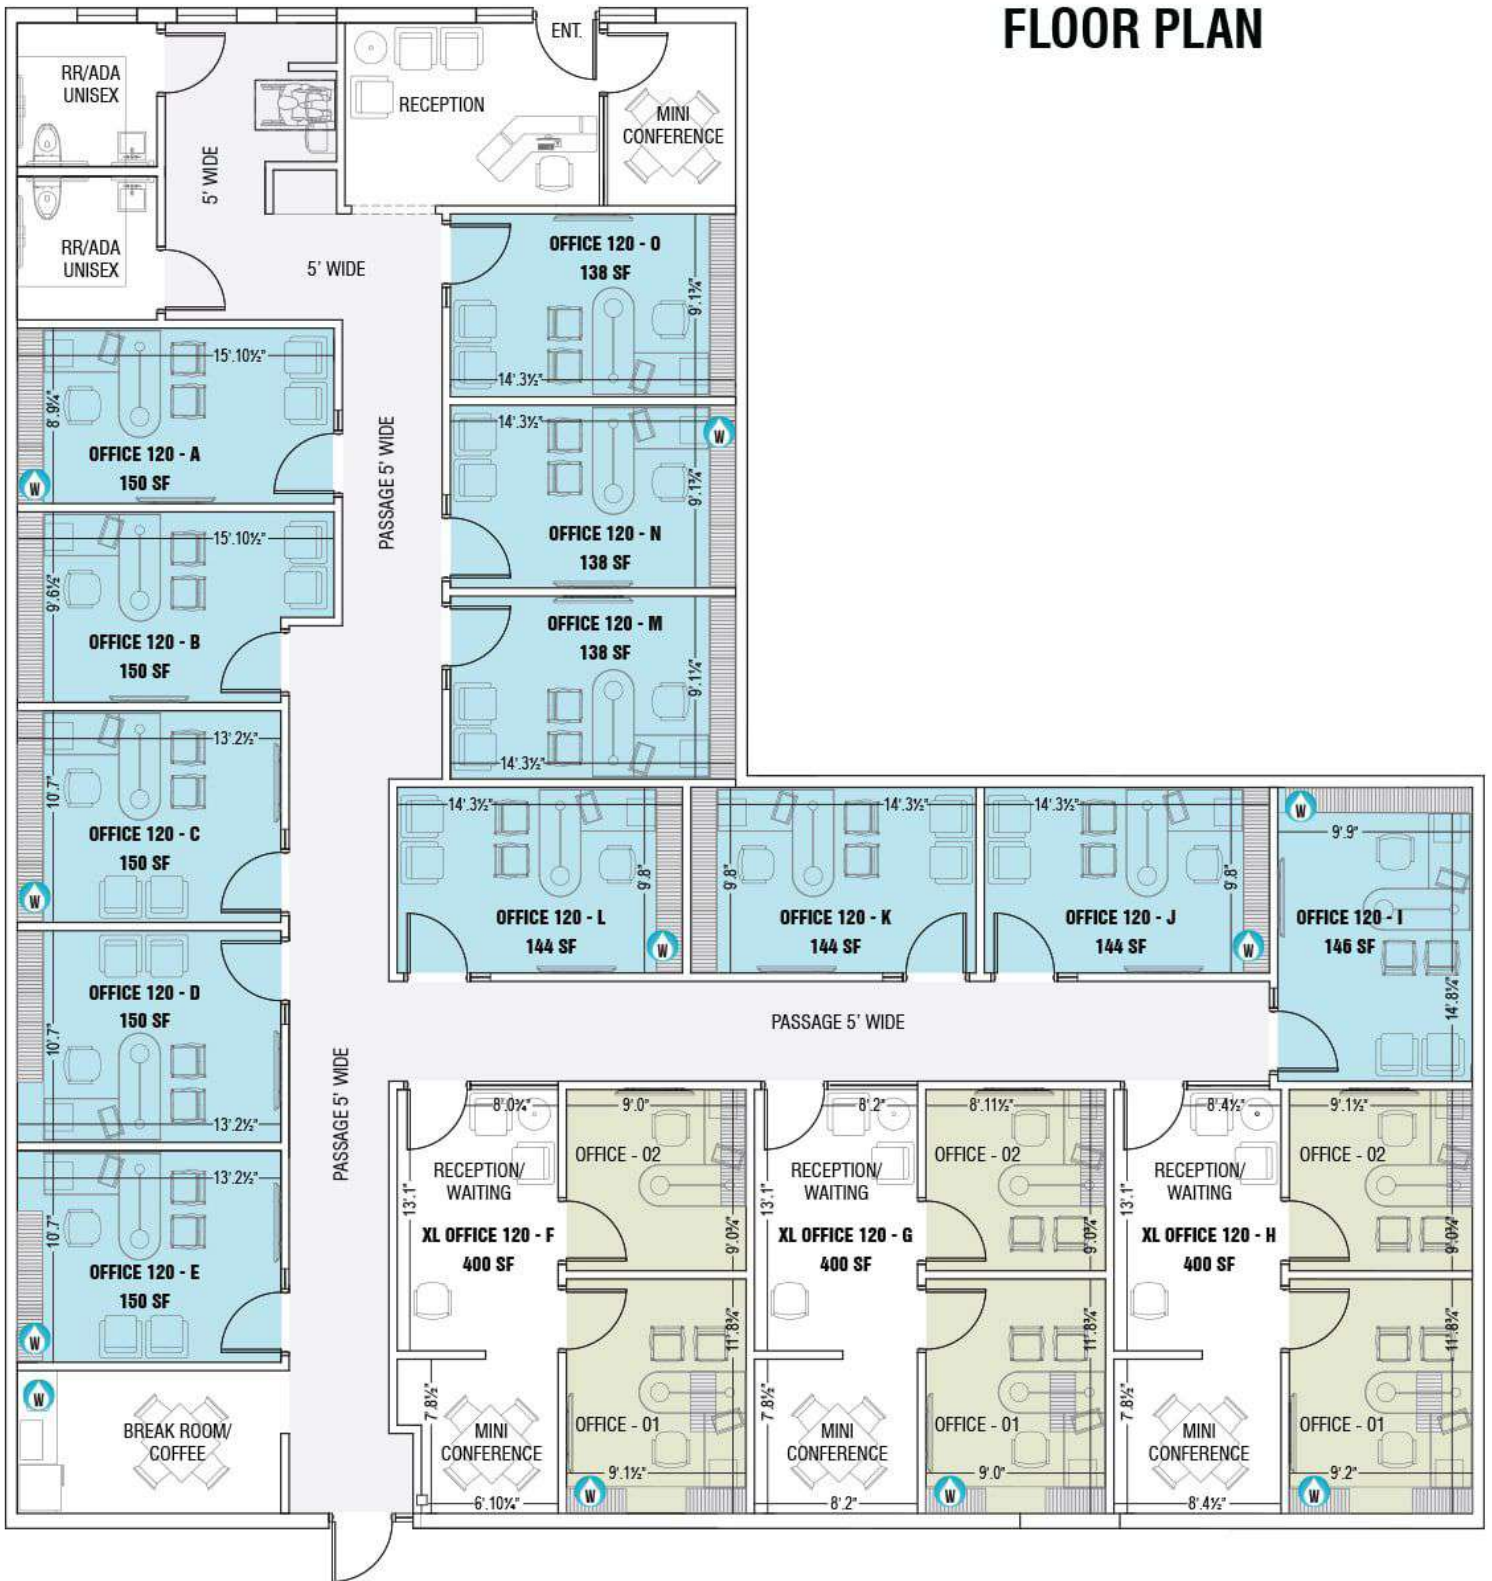 FLOOR PLAN
ENT.
RR/ADA
UNISEX
RECEPTION
MINI
CONFERENCE
5' WIDE
RR/ADA
UNISEX
5' WIDE
OFFICE 120 - O
138 SF
9'.1¾"
14'.3½"
15'.10½"
8'.9¼"
OFFICE 120 - A
150 SF
W
PASSAGE 5' WIDE
14'.3½"
W
9'.1¾"
OFFICE 120 - N
138 SF
15'.10½"
9'.6½"
OFFICE 120 - B
150 SF
OFFICE 120 - M
138 SF
9'.1¼"
14'.3½"
13'.2½"
10'.7"
OFFICE 120 - C
150 SF
W
14'.3½"
9'.8"
OFFICE 120 - L
144 SF
W
14'.3½"
9'.8"
OFFICE 120 - K
144 SF
14'.3½"
9'.8"
OFFICE 120 - J
144 SF
W
W
9'.9"
OFFICE 120 - I
146 SF
14'.8¼"
OFFICE 120 - D
150 SF
10'.7"
13'.2½"
PASSAGE 5' WIDE
PASSAGE 5' WIDE
13'.2½"
10'.7"
OFFICE 120 - E
150 SF
W
W
BREAK ROOM/
COFFEE
8'.0¾"
RECEPTION/
WAITING
13'.1"
XL OFFICE 120 - F
400 SF
7'.8½"
MINI
CONFERENCE
6'.10¼"
9'.0"
OFFICE - 02
9'.0¾"
11'.8¾"
OFFICE - 01
9'.1½"
W
8'.2"
RECEPTION/
WAITING
13'.1"
XL OFFICE 120 - G
400 SF
7'.8½"
MINI
CONFERENCE
8'.2"
8'.11½"
OFFICE - 02
9'.0¾"
11'.8¾"
OFFICE - 01
9'.0"
W
8'.4½"
RECEPTION/
WAITING
13'.1"
XL OFFICE 120 - H
400 SF
7'.8½"
MINI
CONFERENCE
8'.4½"
9'.1½"
OFFICE - 02
9'.0¾"
11'.8¾"
OFFICE - 01
9'.2"
W